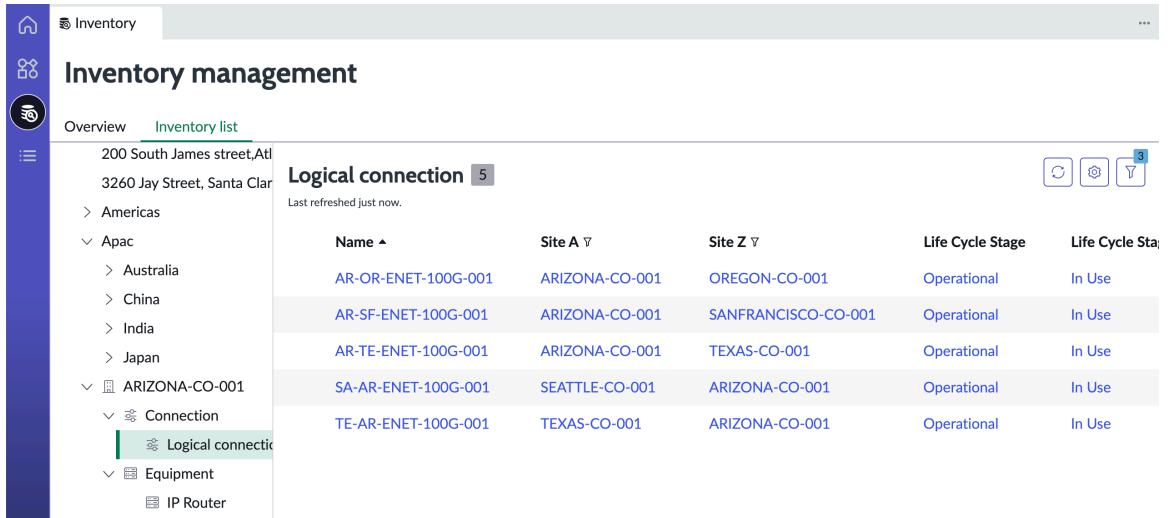 Inventory
Inventory management
Overview Inventory list
200 South James street,Atl
3260 Jay Street, Santa Clar
Americas
Apac
Australia
China
India
Japan
ARIZONA-CO-001
Connection
Logical connectio
Equipment
IP Router
Logical connection 5
3
Last refreshed just now.
Name Site A Site Z Life Cycle Stage Life Cycle Sta
AR-OR-ENET-100G-001 ARIZONA-CO-001 OREGON-CO-001 Operational In Use
AR-SF-ENET-100G-001 ARIZONA-CO-001 SANFRANCISCO-CO-001 Operational In Use
AR-TE-ENET-100G-001 ARIZONA-CO-001 TEXAS-CO-001 Operational In Use
SA-AR-ENET-100G-001 SEATTLE-CO-001 ARIZONA-CO-001 Operational In Use
TE-AR-ENET-100G-001 TEXAS-CO-001 ARIZONA-CO-001 Operational In Use